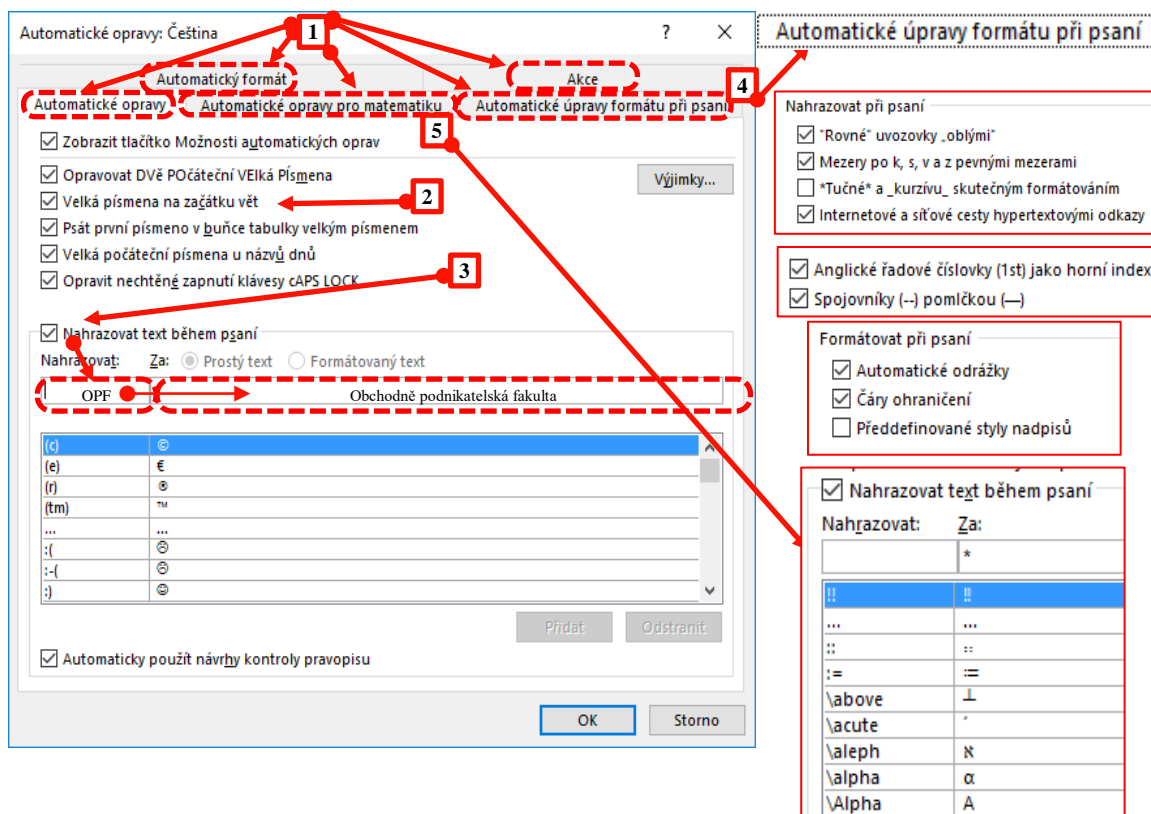 Automatické opravy: Čeština
?
1
Automatický formát
Akce
Automatické opravy
Automatické opravy pro matematiku
Automatické úpravy formátu při psaní
Zobrazit tlačítko Možnosti automatických oprav
5
Opravovat DVě POčáteční VElká PÍsmena
Výjimky...
Velká písmena na začátku vět
2
Psát první písmeno v buňce tabulky velkým písmenem
Velká počáteční písmena u názvů dnů
Opravit nechtěné zapnutí klávesy cAPS LOCK
3
Nahrazovat text během psaní
Nahrazovat:
Za:
Prostý text
Formátovaný text
OPF
Obchodně podnikatelská fakulta
(c) ©
(e) €
(r) ®
(tm) ™
... ...
:( ☹
:-( ☹
:) ☺
Přidat
Odstranit
Automaticky použít návrhy kontroly pravopisu
OK
Storno
Automatické úpravy formátu při psaní
4
Nahrazovat při psaní
"Rovné" uvozovky „oblými“
Mezery po k, s, v a z pevnými mezerami
*Tučné* a _kurzívu_ skutečným formátováním
Internetové a síťové cesty hypertextovými odkazy
Anglické řadové číslovky (1st) jako horní index
Spojovníky (--) pomlčkou (—)
Formátovat při psaní
Automatické odrážky
Čáry ohraničení
Předdefinované styly nadpisů
Nahrazovat text během psaní
Nahrazovat:
Za:
*
!! ‼
... ...
:: ∷
:= ≔
\above ┴
\acute ´
\aleph ℵ
\alpha α
\Alpha Α